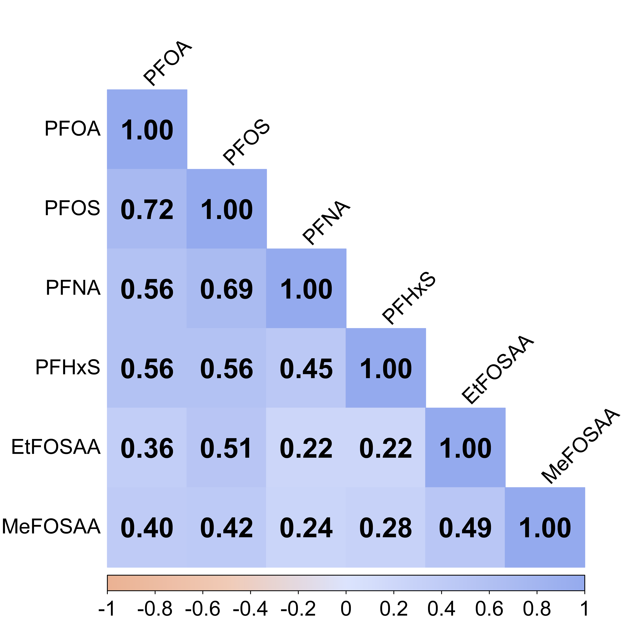 PFOA
PFOA 1.00
PFOS
PFOS 0.72 1.00
PFNA
PFNA 0.56 0.69 1.00
PFHxS
PFHxS 0.56 0.56 0.45 1.00
EtFOSAA
EtFOSAA 0.36 0.51 0.22 0.22 1.00
MeFOSAA
MeFOSAA 0.40 0.42 0.24 0.28 0.49 1.00
-1 -0.8 -0.6 -0.4 -0.2 0 0.2 0.4 0.6 0.8 1